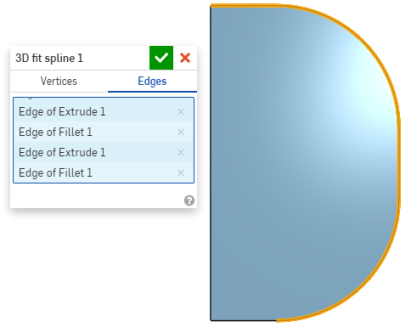 3D fit spline 1
Vertices
Edges
Edge of Extrude 1
Edge of Fillet 1
Edge of Extrude 1
Edge of Fillet 1